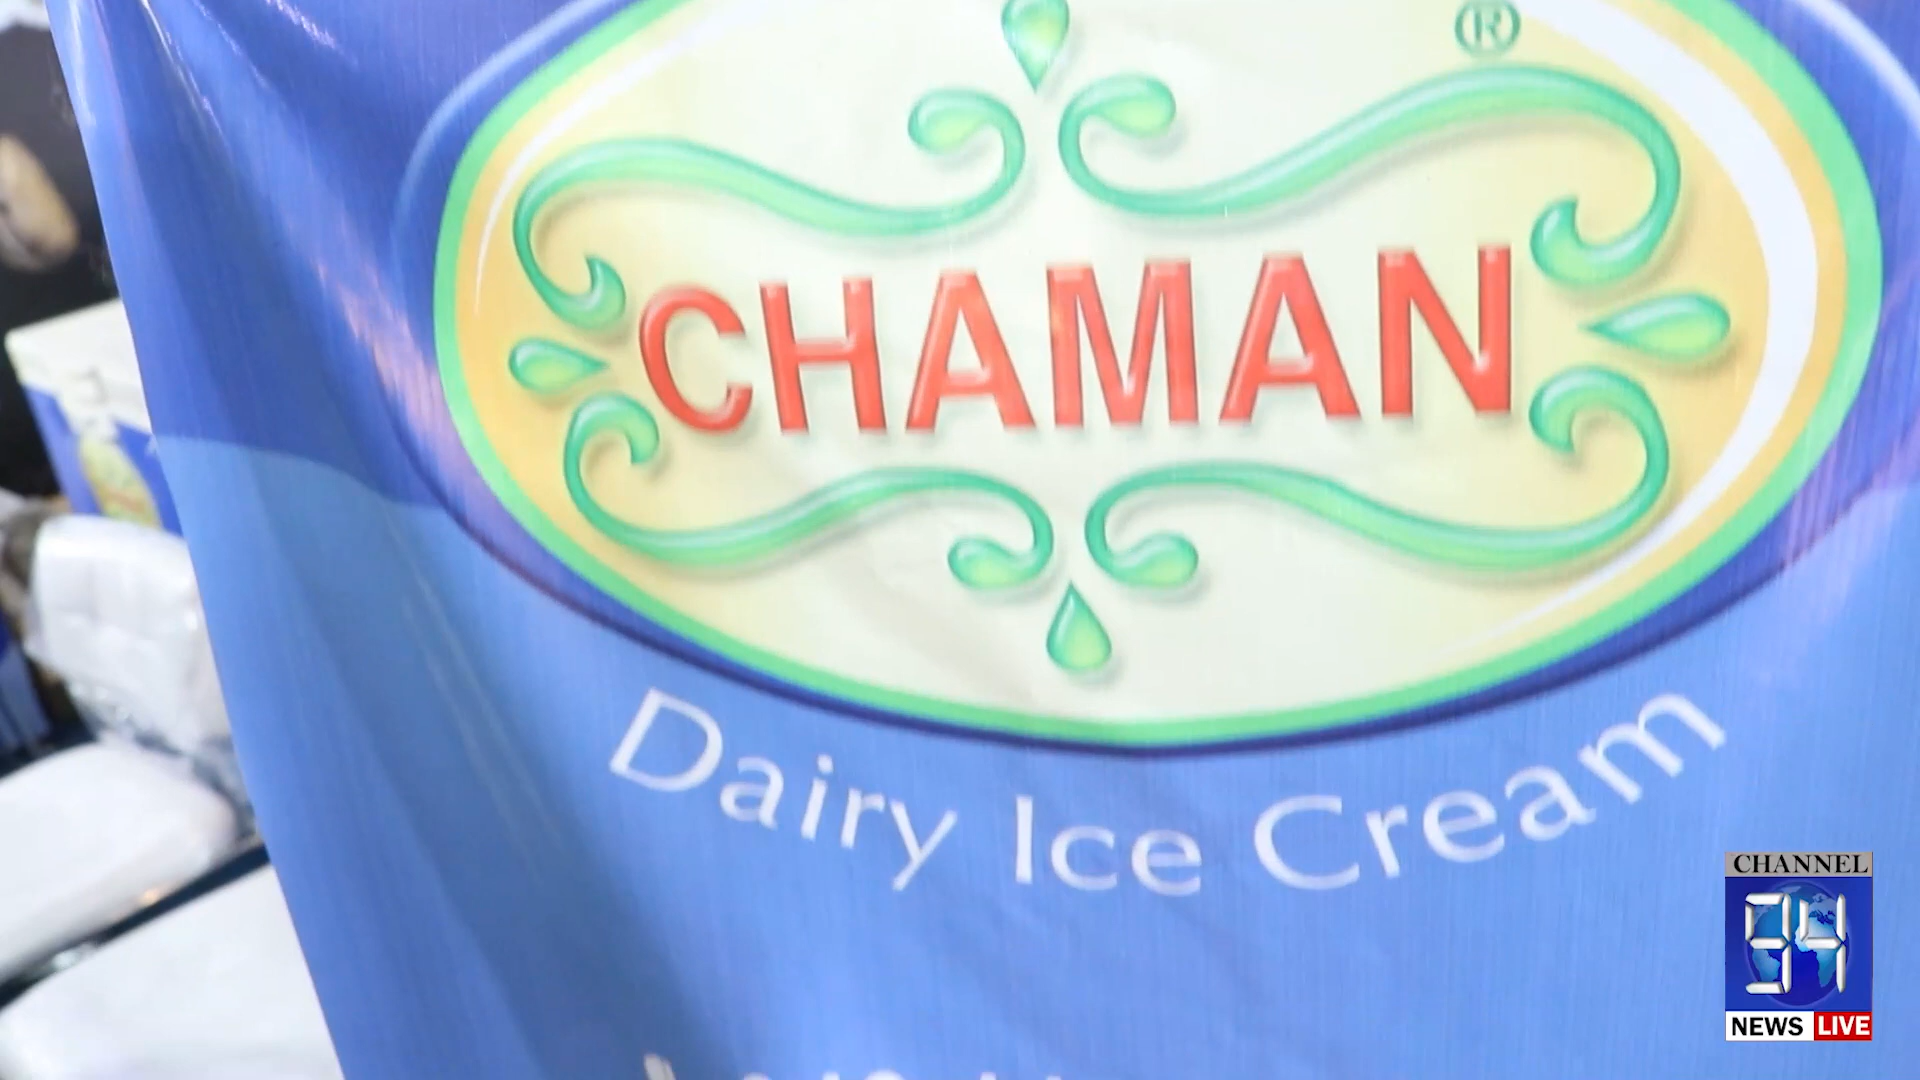 ®
CHAMAN
Dairy Ice Cream
CHANNEL
94
NEWS LIVE